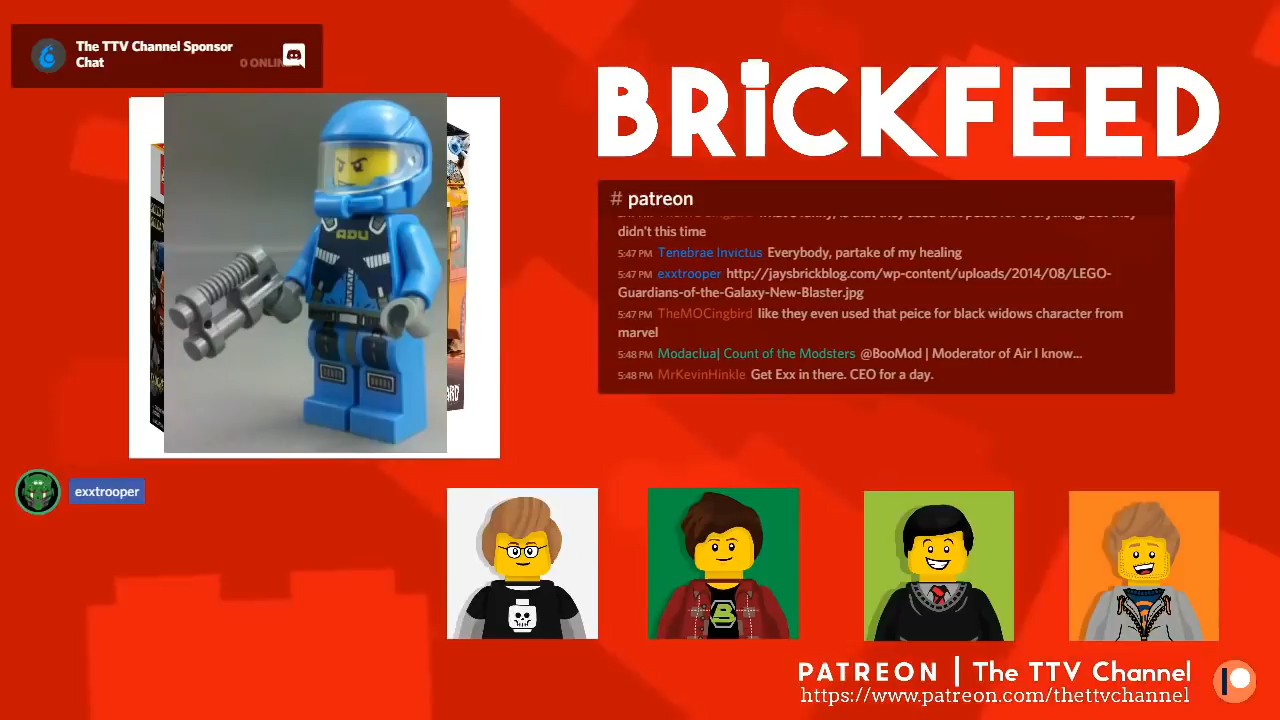 The TTV Channel Sponsor
Chat
0 ONLIN
BRICKFEED
# patreon
didn't this time
5:47 PM Tenebrae Invictus Everybody, partake of my healing
5:47 PM exxtrooper http://jaysbrickblog.com/wp-content/uploads/2014/08/LEGO-
Guardians-of-the-Galaxy-New-Blaster.jpg
5:47 PM TheMOCingbird like they even used that peice for black widows character from
marvel
5:48 PM Modaclua| Count of the Modsters @BooMod | Moderator of Air I know...
5:48 PM MrKevinHinkle Get Exx in there. CEO for a day.
ADU
exxtrooper
B
PATREON | The TTV Channel
https://www.patreon.com/thettvchannel